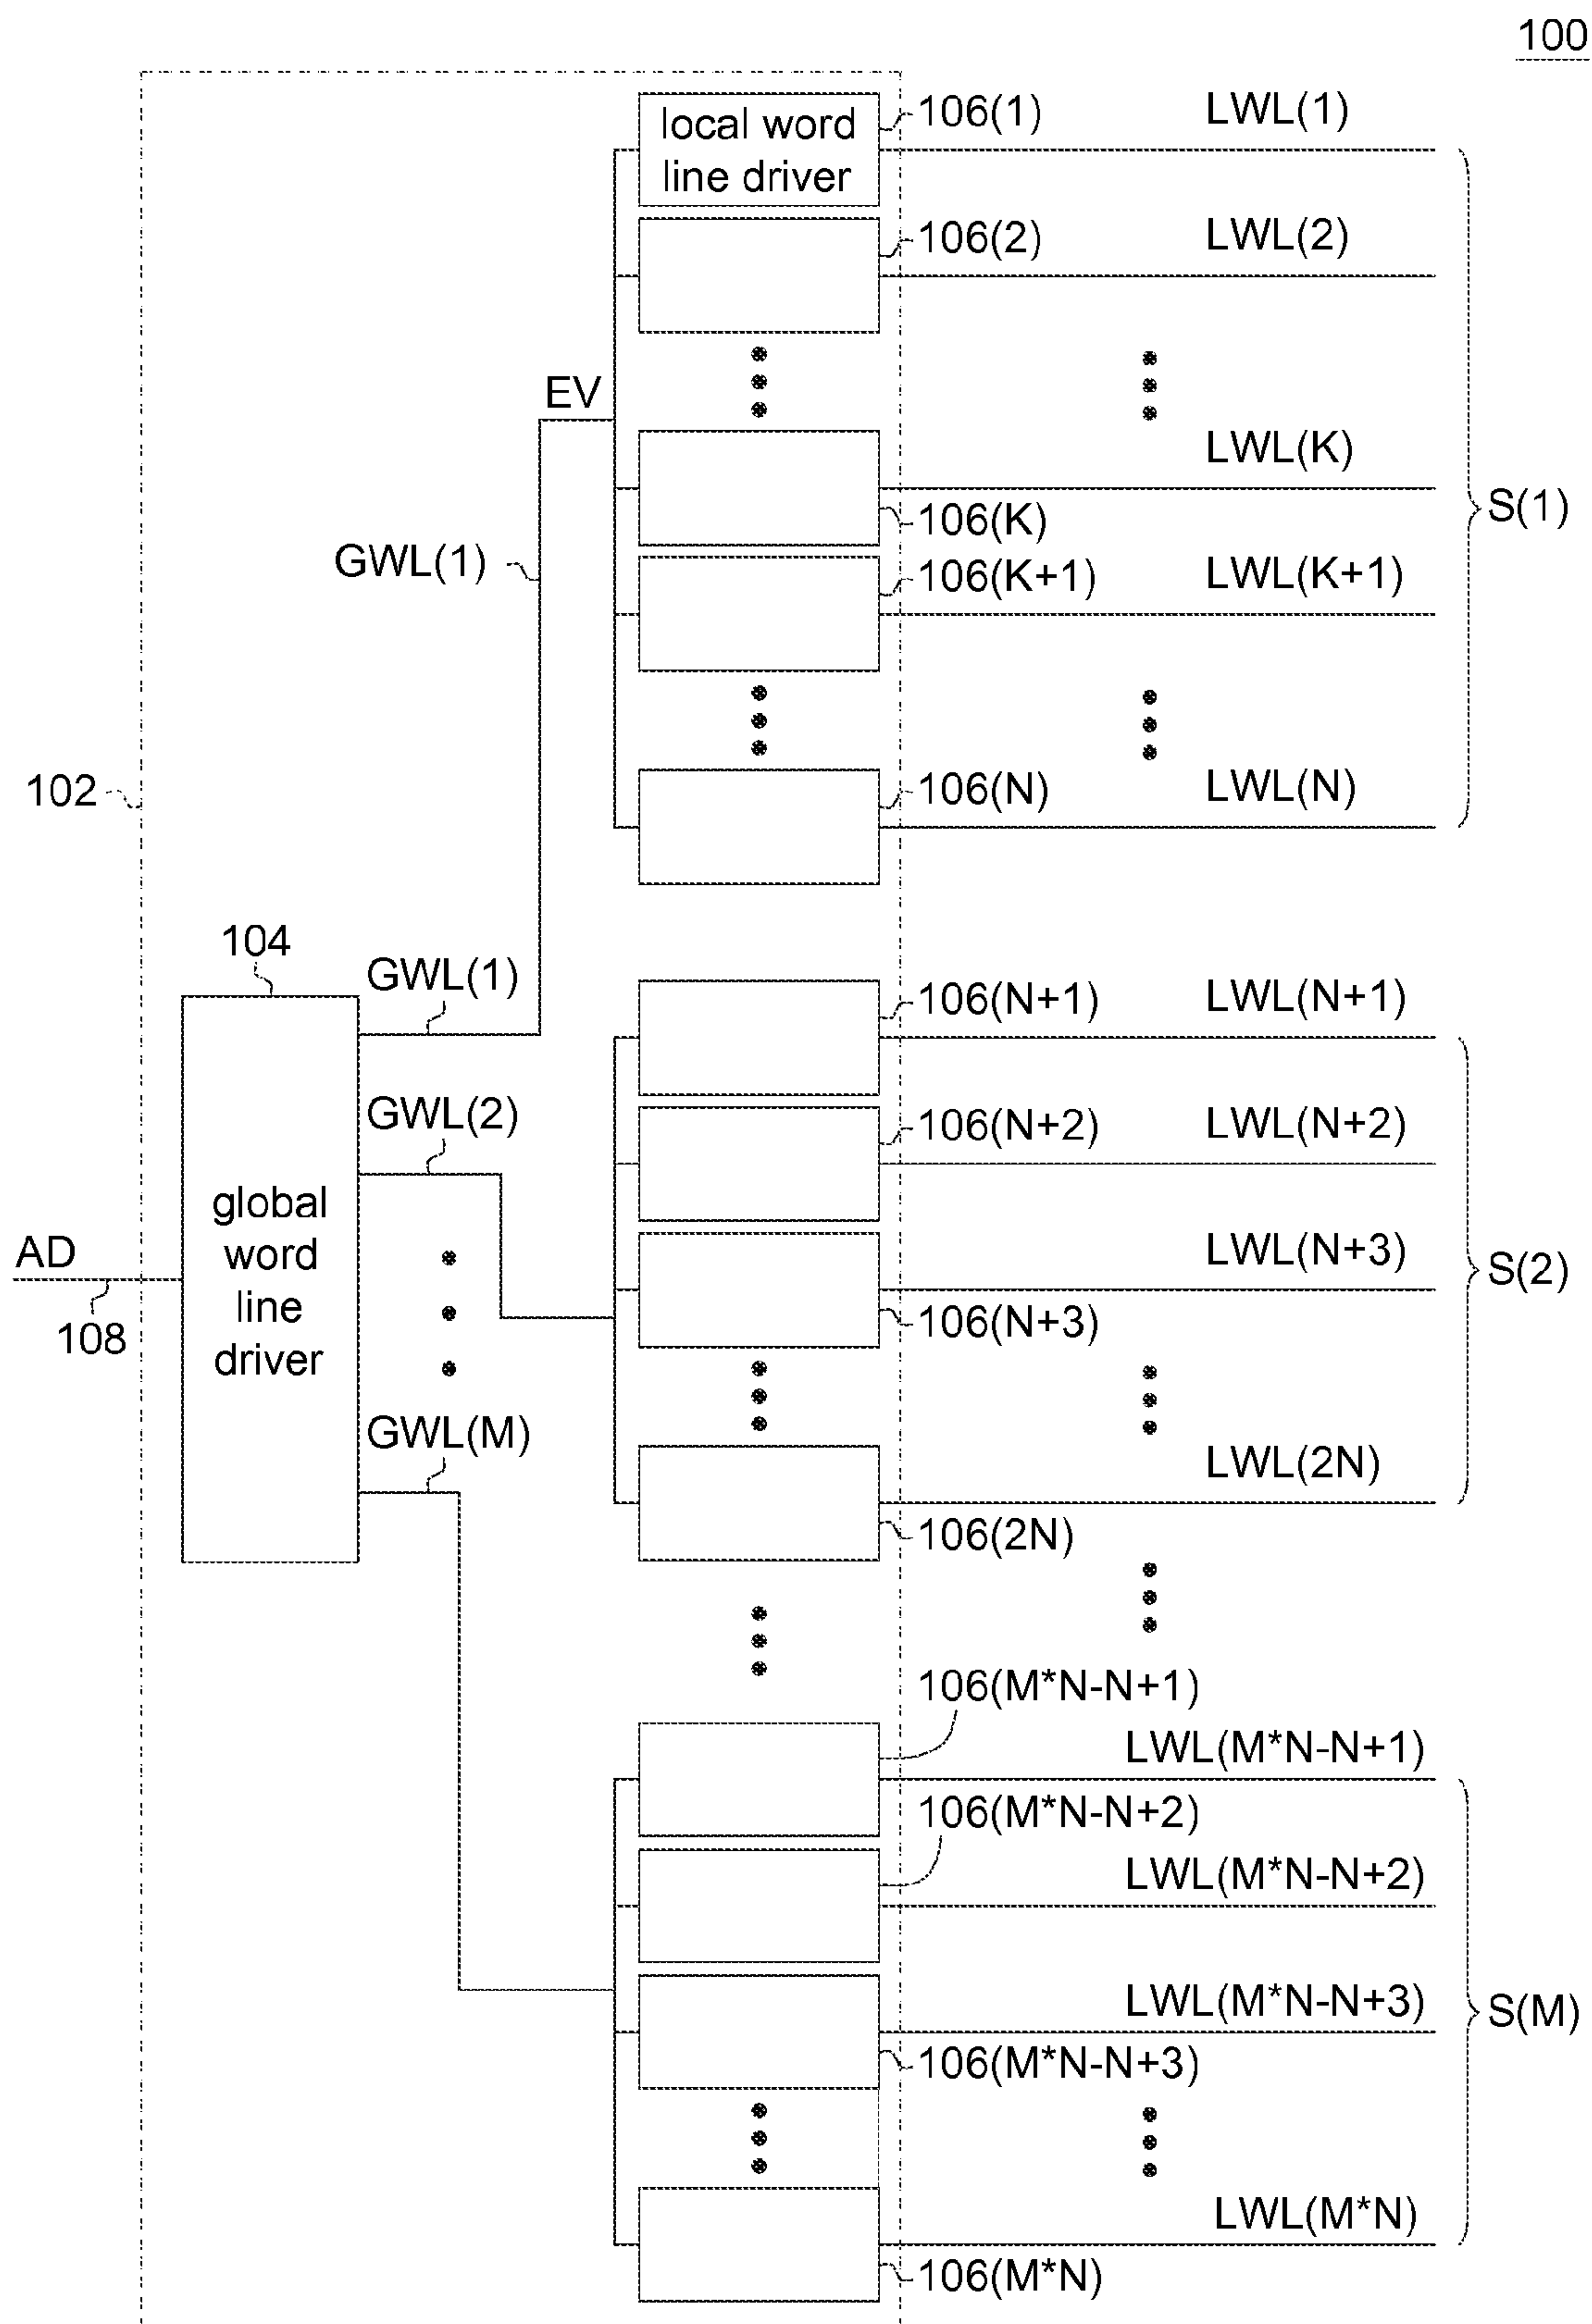 100
local word
line driver
106(1)
LWL(1)
106(2)
LWL(2)
EV
LWL(K)
106(K)
S(1)
GWL(1)
106(K+1)
LWL(K+1)
102
106(N)
LWL(N)
104
GWL(1)
106(N+1)
LWL(N+1)
GWL(2)
106(N+2)
LWL(N+2)
global
word
line
driver
AD
108
LWL(N+3)
S(2)
106(N+3)
GWL(M)
LWL(2N)
106(2N)
106(M*N-N+1)
LWL(M*N-N+1)
106(M*N-N+2)
LWL(M*N-N+2)
LWL(M*N-N+3)
S(M)
106(M*N-N+3)
LWL(M*N)
106(M*N)